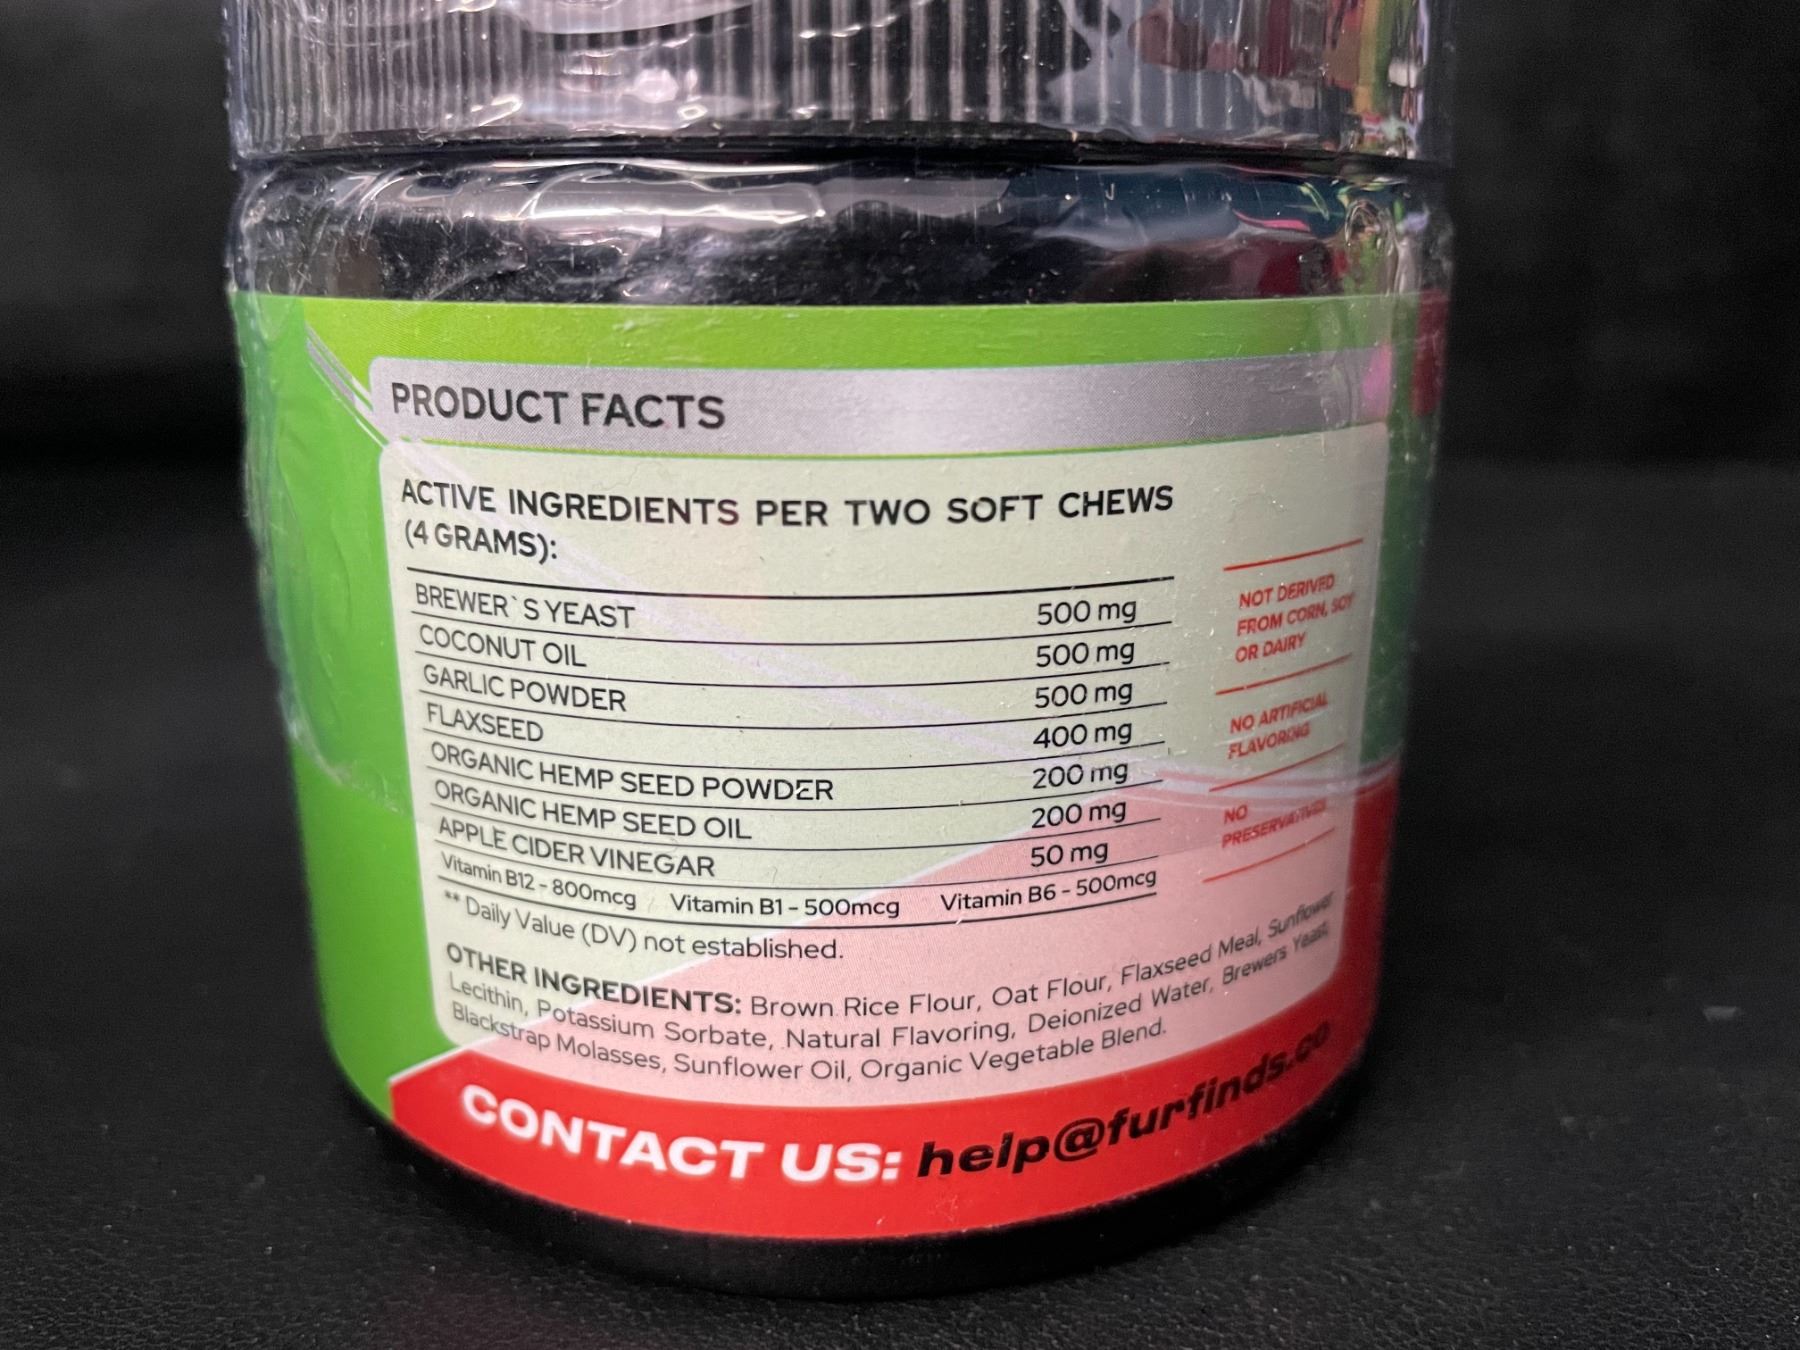 PRODUCT FACTS
ACTIVE INGREDIENTS PER TWO SOFT CHEWS
(4 GRAMS):
BREWER`S YEAST 500 mg
COCONUT OIL 500 mg
GARLIC POWDER 500 mg
FLAXSEED 400 mg
ORGANIC HEMP SEED POWDER 200 mg
ORGANIC HEMP SEED OIL 200 mg
APPLE CIDER VINEGAR 50 mg
Vitamin B12 - 800mcg Vitamin B1 - 500mcg Vitamin B6 - 500mcg
** Daily Value (DV) not established.
OTHER INGREDIENTS: Brown Rice Flour, Oat Flour, Flaxseed Meal, Sunflower
Lecithin, Potassium Sorbate, Natural Flavoring, Deionized Water, Brewers Yeast,
Blackstrap Molasses, Sunflower Oil, Organic Vegetable Blend.
NOT DERIVED
FROM CORN, SOY
OR DAIRY
NO ARTIFICIAL
FLAVORING
NO
PRESERVATIVES
CONTACT US: help@furfinds.co